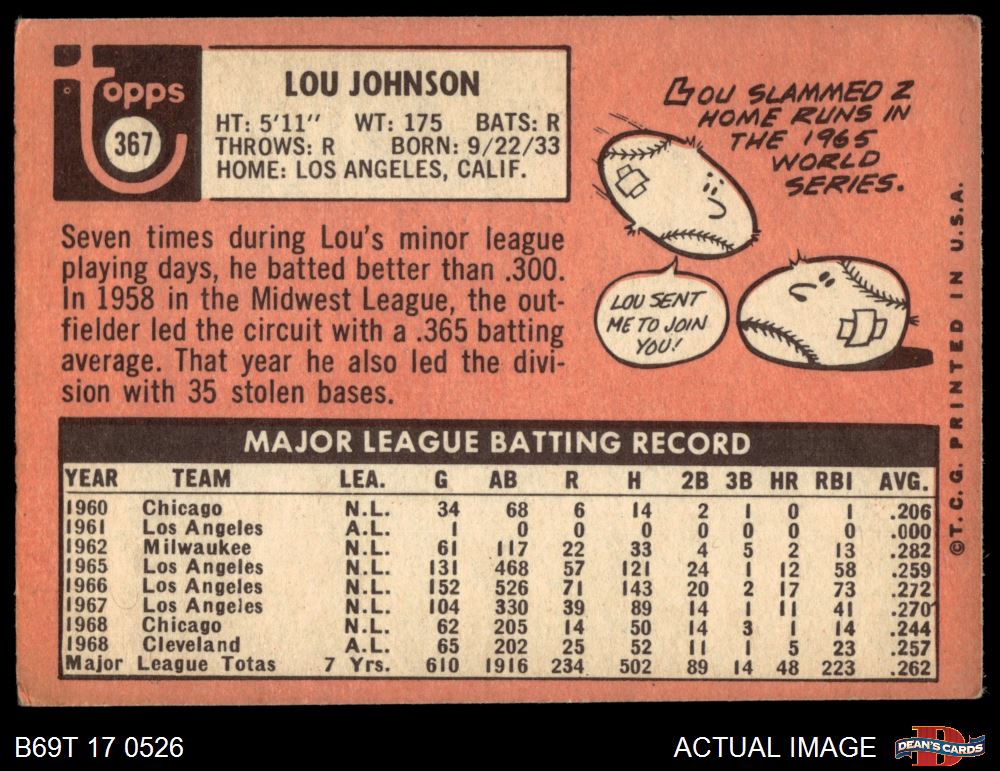 topps
367
LOU JOHNSON
HT: 5'11" WT: 175 BATS: R
THROWS: R BORN: 9/22/33
HOME: LOS ANGELES, CALIF.
Seven times during Lou's minor league
playing days, he batted better than .300.
In 1958 in the Midwest League, the out-
fielder led the circuit with a .365 batting
average. That year he also led the divi-
sion with 35 stolen bases.
LOU SLAMMED 2
HOME RUNS IN
THE 1965
WORLD
SERIES.
LOU SENT
ME TO JOIN
YOU!
MAJOR LEAGUE BATTING RECORD
YEAR TEAM LEA. G AB R H 2B 3B HR RBI AVG.
1960 Chicago N.L. 34 68 6 14 2 1 0 1 .206
1961 Los Angeles A.L. 1 0 0 0 0 0 0 0 .000
1962 Milwaukee N.L. 61 117 22 33 4 5 2 13 .282
1965 Los Angeles N.L. 131 468 57 121 24 1 12 58 .259
1966 Los Angeles N.L. 152 526 71 143 20 2 17 73 .272
1967 Los Angeles N.L. 104 330 39 89 14 1 11 41 .270
1968 Chicago N.L. 62 205 14 50 14 3 1 14 .244
1968 Cleveland A.L. 65 202 25 52 11 1 5 23 .257
Major League Totas 7 Yrs. 610 1916 234 502 89 14 48 223 .262
©T.C.G. PRINTED IN U.S.A.
B69T 17 0526
ACTUAL IMAGE
D
DEAN'S CARDS